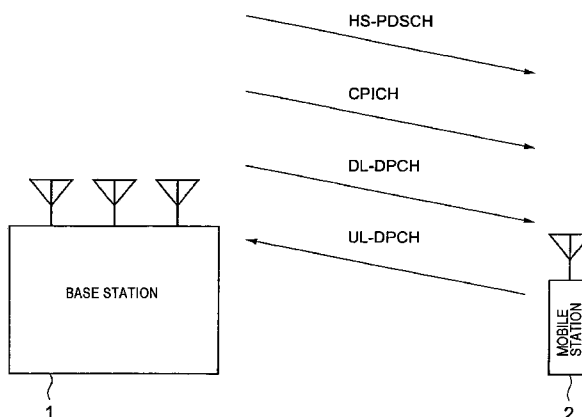 HS-PDSCH
CPICH
DL-DPCH
UL-DPCH
BASE STATION
MOBILE
STATION
1
2